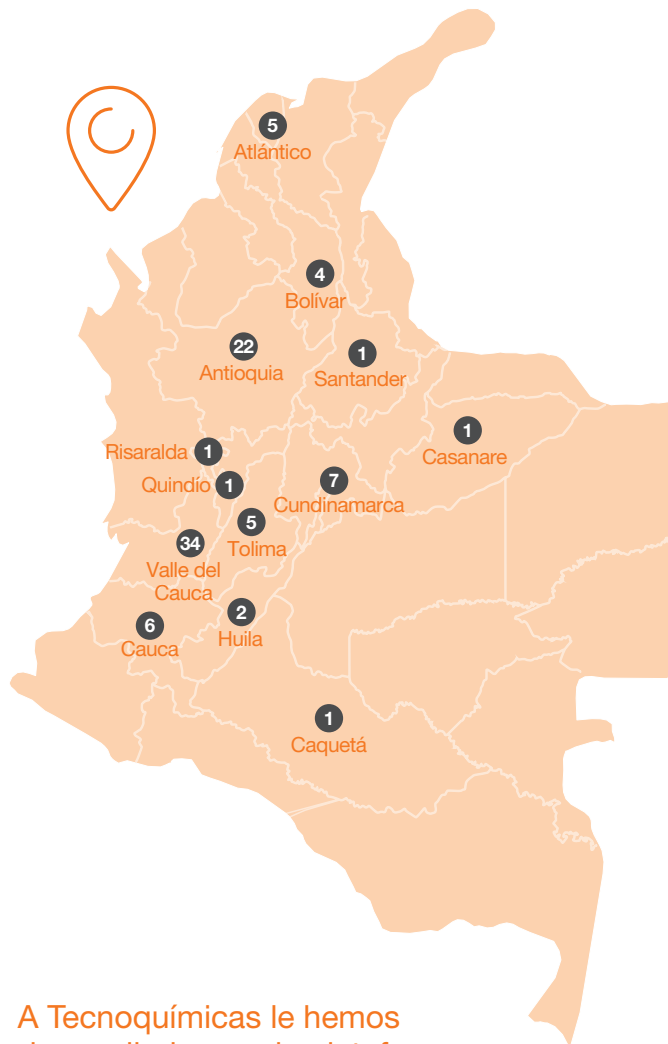 5
Atlántico
4
Bolívar
22
Antioquia
1
Santander
1
Casanare
Risaralda 1
Quindío 1
7
Cundinamarca
5
Tolima
34
Valle del
Cauca
2
Huila
6
Cauca
1
Caquetá
A Tecnoquímicas le hemos